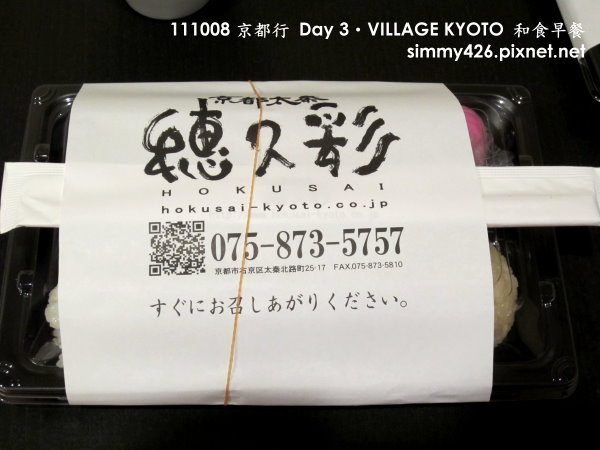 111008 京都行 Day 3・VILLAGE KYOTO 和食早餐
simmy426.pixnet.net
京都太秦
穂久彩
HOKUSAI
hokusai-kyoto.co.jp
075-873-5757
京都市右京区太秦北路町25-17 FAX.075-873-5810
すぐにお召しあがりください。